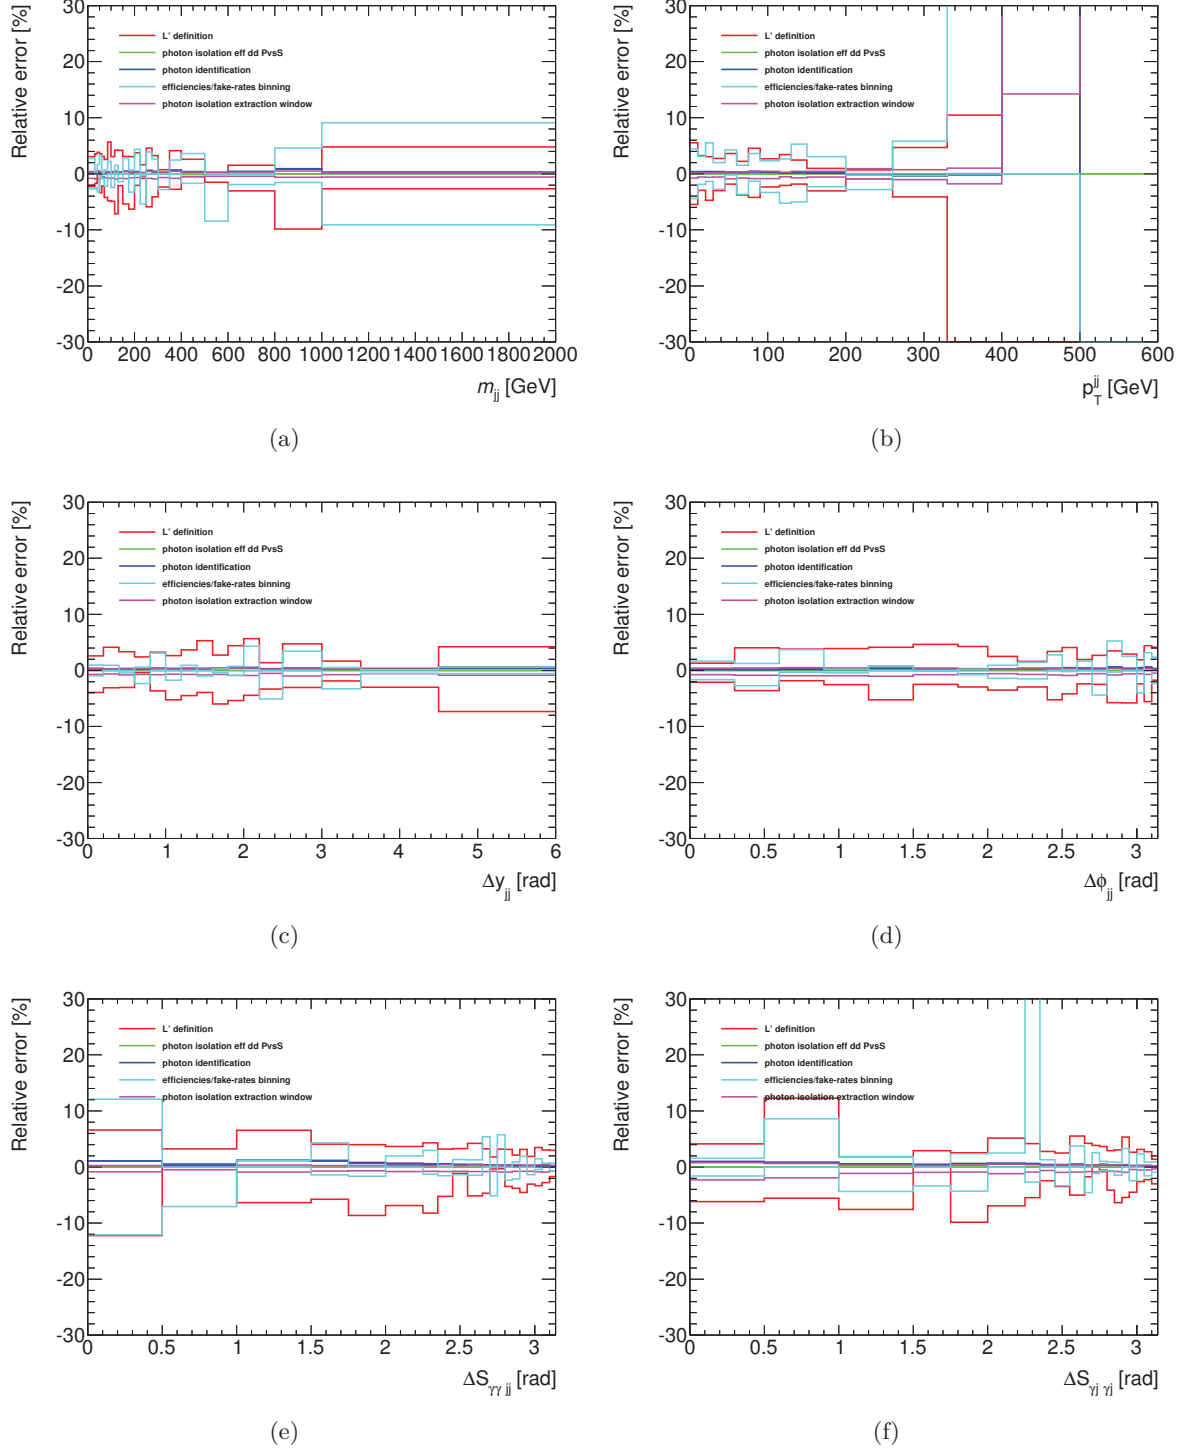 Relative error [%]
30
20
10
0
-10
-20
-30
L' definition
photon isolation eff dd PvsS
photon identification
efficiencies/fake-rates binning
photon isolation extraction window
0 200 400 600 800 1000 1200 1400 1600 1800 2000
m_jj [GeV]
(a)
Relative error [%]
30
20
10
0
-10
-20
-30
L' definition
photon isolation eff dd PvsS
photon identification
efficiencies/fake-rates binning
photon isolation extraction window
0 100 200 300 400 500 600
p_T^jj [GeV]
(b)
Relative error [%]
30
20
10
0
-10
-20
-30
L' definition
photon isolation eff dd PvsS
photon identification
efficiencies/fake-rates binning
photon isolation extraction window
0 1 2 3 4 5 6
Δy_jj [rad]
(c)
Relative error [%]
30
20
10
0
-10
-20
-30
L' definition
photon isolation eff dd PvsS
photon identification
efficiencies/fake-rates binning
photon isolation extraction window
0 0.5 1 1.5 2 2.5 3
Δϕ_jj [rad]
(d)
Relative error [%]
30
20
10
0
-10
-20
-30
L' definition
photon isolation eff dd PvsS
photon identification
efficiencies/fake-rates binning
photon isolation extraction window
0 0.5 1 1.5 2 2.5 3
ΔS_γγ jj [rad]
(e)
Relative error [%]
30
20
10
0
-10
-20
-30
L' definition
photon isolation eff dd PvsS
photon identification
efficiencies/fake-rates binning
photon isolation extraction window
0 0.5 1 1.5 2 2.5 3
ΔS_γj γj [rad]
(f)